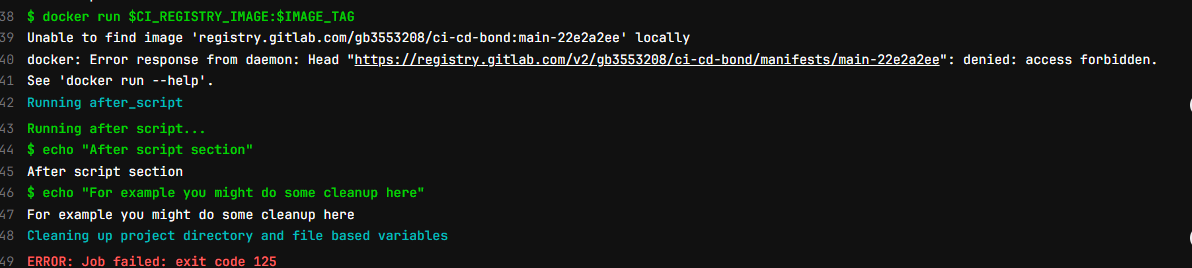 38 $ docker run $CI_REGISTRY_IMAGE:$IMAGE_TAG
39 Unable to find image 'registry.gitlab.com/gb3553208/ci-cd-bond:main-22e2a2ee' locally
40 docker: Error response from daemon: Head "https://registry.gitlab.com/v2/gb3553208/ci-cd-bond/manifests/main-22e2a2ee": denied: access forbidden.
41 See 'docker run --help'.
42 Running after_script
43 Running after script...
44 $ echo "After script section"
45 After script section
46 $ echo "For example you might do some cleanup here"
47 For example you might do some cleanup here
48 Cleaning up project directory and file based variables
49 ERROR: Job failed: exit code 125